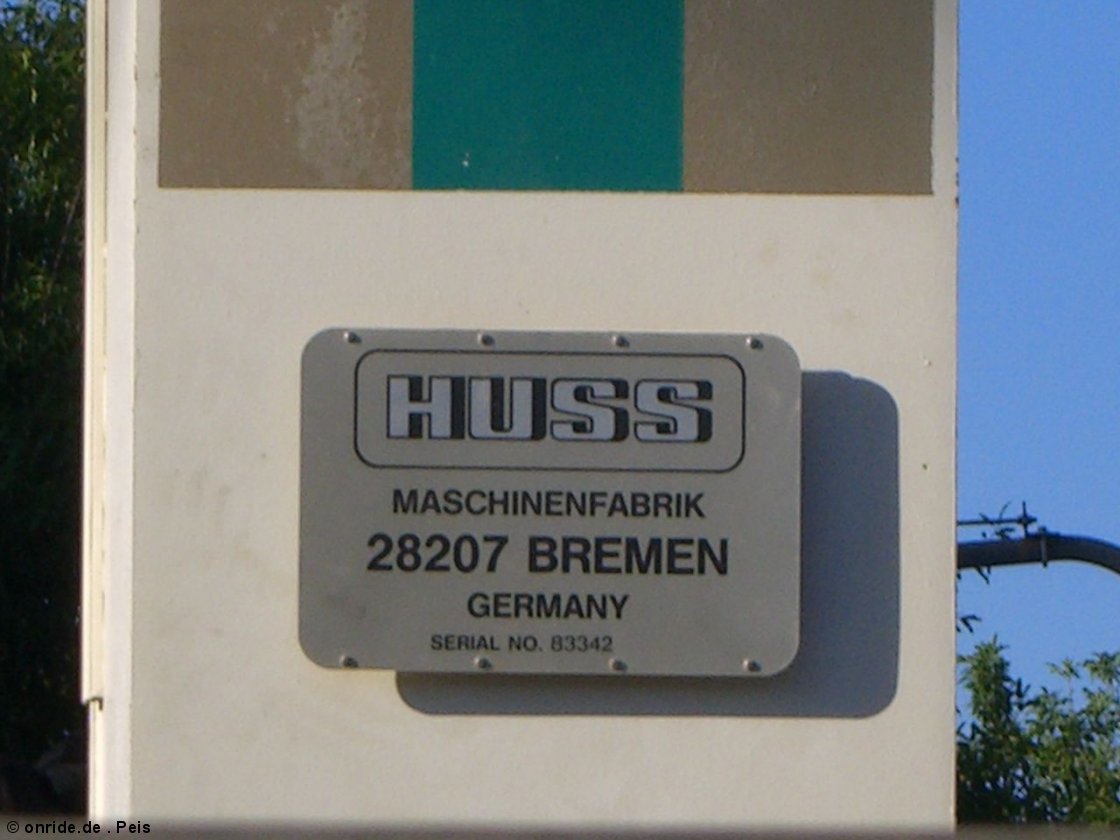 HUSS
MASCHINENFABRIK
28207 BREMEN
GERMANY
SERIAL NO. 83342
© onride.de . Peis